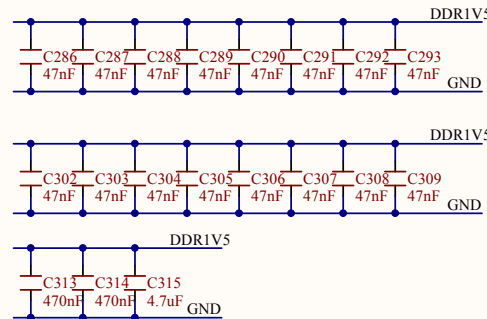 DDR1V5
C286 C287 C288 C289 C290 C291 C292 C293
47nF 47nF 47nF 47nF 47nF 47nF 47nF 47nF
GND
DDR1V5
C302 C303 C304 C305 C306 C307 C308 C309
47nF 47nF 47nF 47nF 47nF 47nF 47nF 47nF
GND
DDR1V5
C313 C314 C315
470nF 470nF 4.7uF
GND